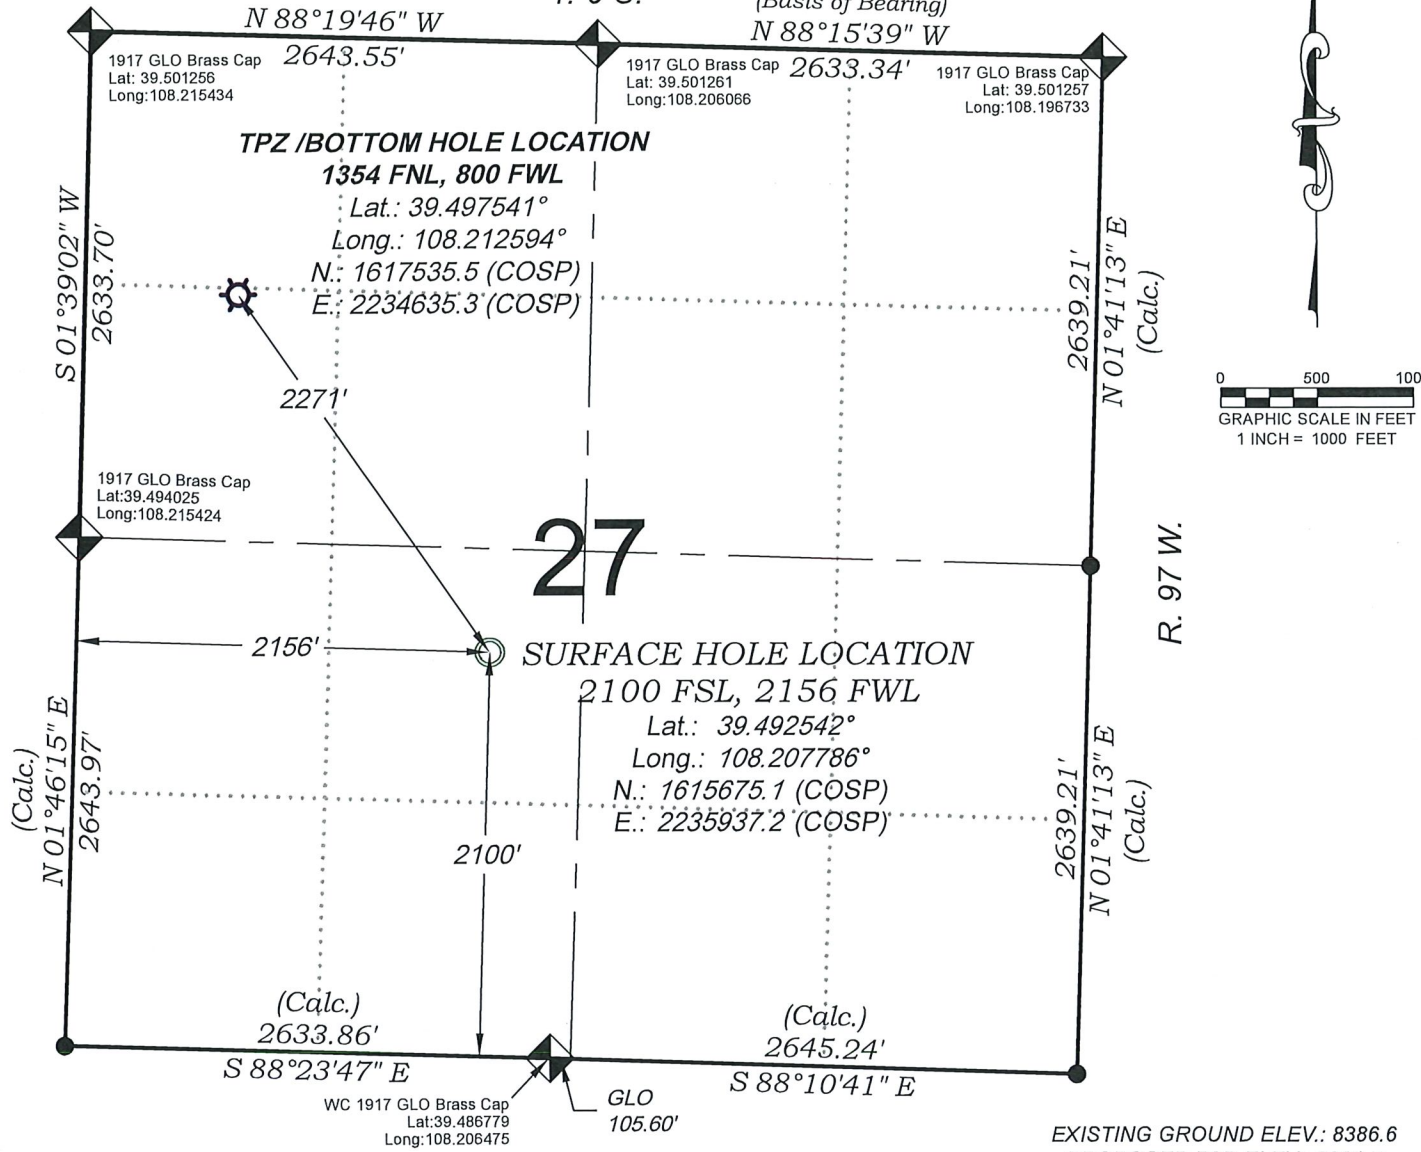 (Basis of Bearing)
N 88°19'46" W
2643.55'
N 88°15'39" W
2633.34'
1917 GLO Brass Cap
Lat: 39.501256
Long:108.215434
1917 GLO Brass Cap
Lat: 39.501261
Long:108.206066
1917 GLO Brass Cap
Lat: 39.501257
Long:108.196733
TPZ /BOTTOM HOLE LOCATION
1354 FNL, 800 FWL
Lat.: 39.497541°
Long.: 108.212594°
N.: 1617535.5 (COSP)
E.: 2234635.3 (COSP)
S 01°39'02" W
2633.70'
2639.21'
N 01°41'13" E
(Calc.)
2271'
0 500 100
GRAPHIC SCALE IN FEET
1 INCH = 1000 FEET
1917 GLO Brass Cap
Lat:39.494025
Long:108.215424
27
R. 97 W.
2156'
SURFACE HOLE LOCATION
2100 FSL, 2156 FWL
Lat.: 39.492542°
Long.: 108.207786°
N.: 1615675.1 (COSP)
E.: 2235937.2 (COSP)
(Calc.)
N 01°46'15" E
2643.97'
2639.21'
N 01°41'13" E
(Calc.)
2100'
(Calc.)
2633.86'
S 88°23'47" E
(Calc.)
2645.24'
S 88°10'41" E
WC 1917 GLO Brass Cap
Lat:39.486779
Long:108.206475
GLO
105.60'
EXISTING GROUND ELEV.: 8386.6